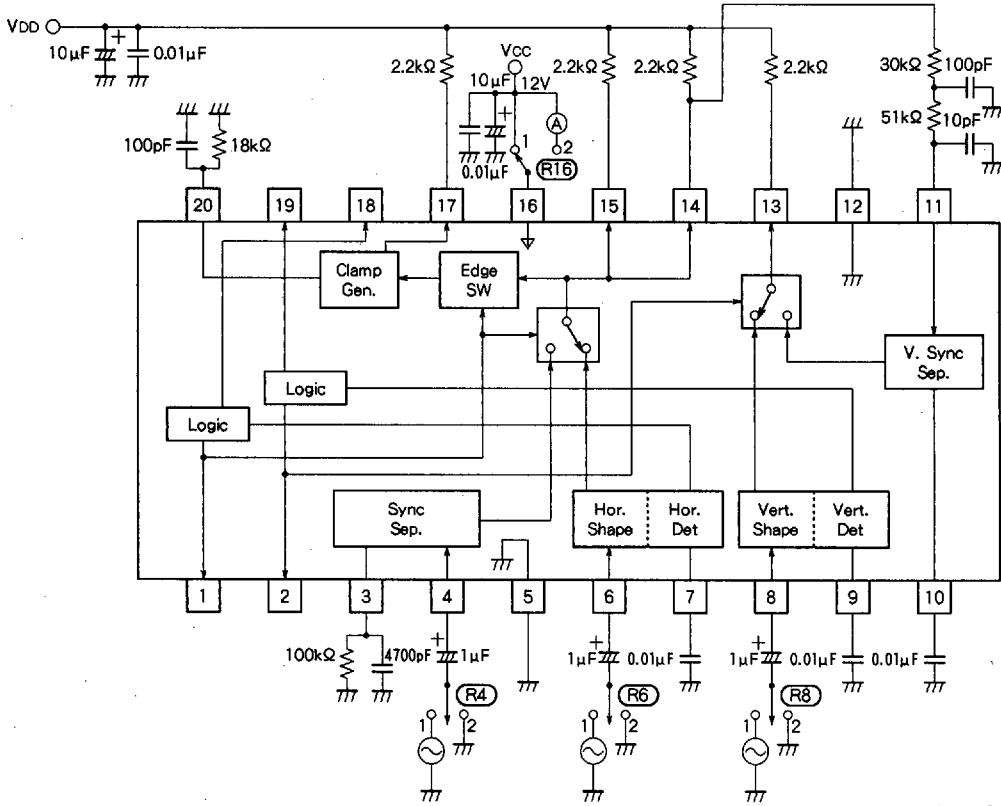 VDD
10μF
+
0.01μF
2.2kΩ
10μF
VCC
12V
+
0.01μF
A
1
2
R16
2.2kΩ
2.2kΩ
2.2kΩ
30kΩ
100pF
51kΩ
10pF
100pF
18kΩ
20
19
18
17
16
15
14
13
12
11
Clamp
Gen.
Edge
SW
V. Sync
Sep.
Logic
Logic
Sync
Sep.
Hor.
Shape
Hor.
Det
Vert.
Shape
Vert.
Det
1
2
3
4
5
6
7
8
9
10
100kΩ
4700pF
+
1μF
+
1μF
0.01μF
+
1μF
0.01μF
0.01μF
R4
1
2
R6
1
2
R8
1
2